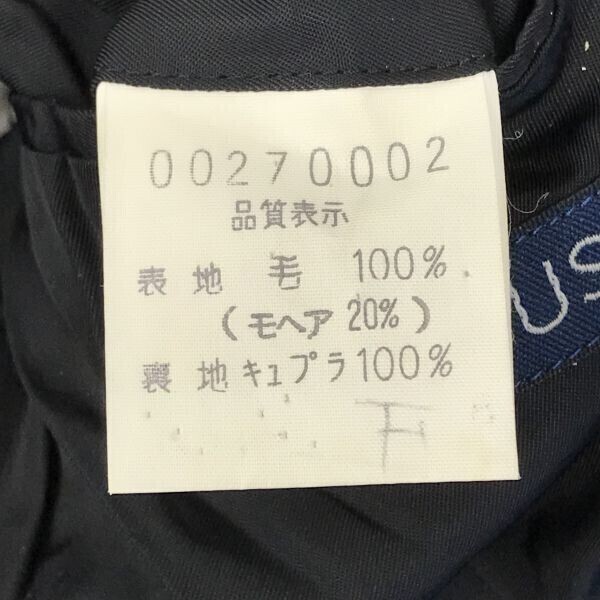 00270002
品質表示
表地 毛 100%
(モヘア 20%)
裏地 キュプラ 100%
US